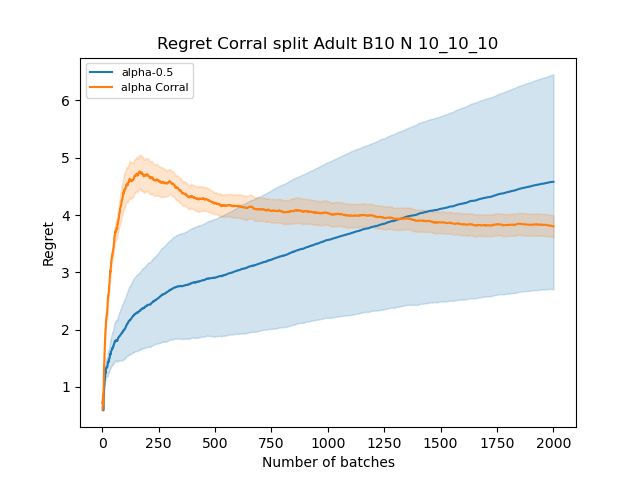 Regret Corral split Adult B10 N 10_10_10
alpha-0.5
alpha Corral
Regret
6
5
4
3
2
1
0 250 500 750 1000 1250 1500 1750 2000
Number of batches